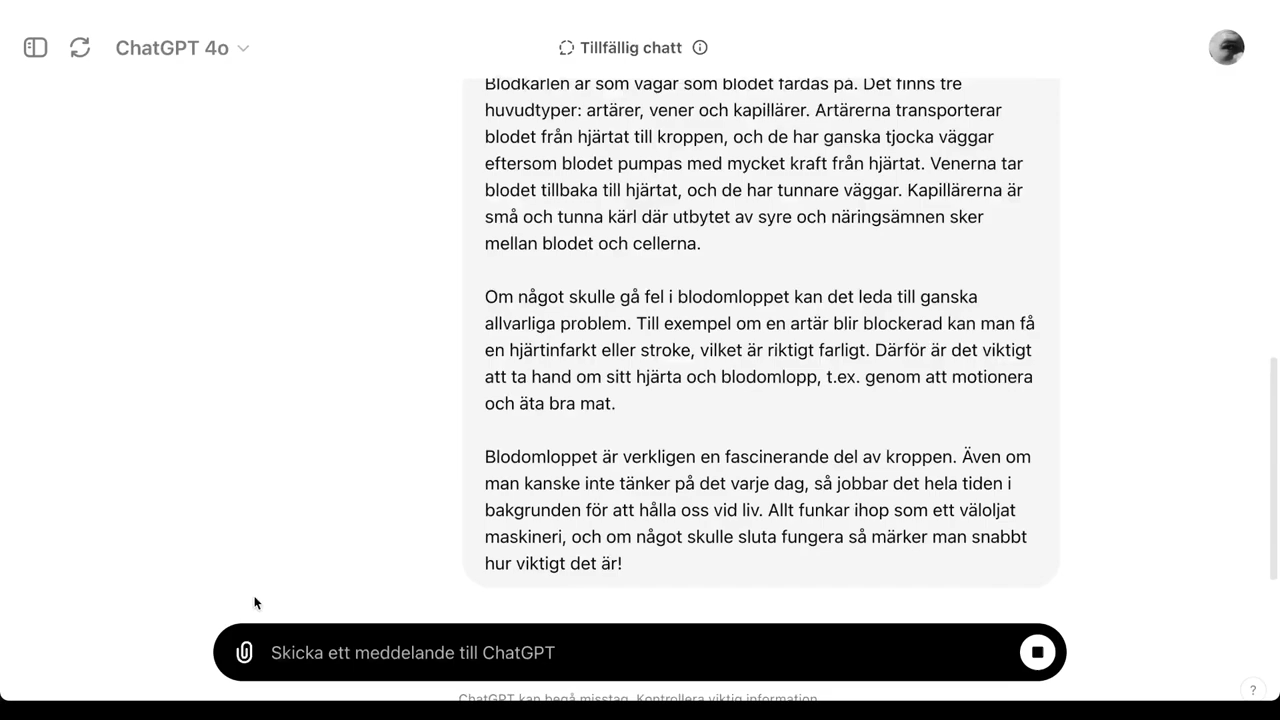 ChatGPT 4o
Tillfällig chatt
Blodkärlen är som vägar som blodet färdas på. Det finns tre
huvudtyper: artärer, vener och kapillärer. Artärerna transporterar
blodet från hjärtat till kroppen, och de har ganska tjocka väggar
eftersom blodet pumpas med mycket kraft från hjärtat. Venerna tar
blodet tillbaka till hjärtat, och de har tunnare väggar. Kapillärerna är
små och tunna kärl där utbytet av syre och näringsämnen sker
mellan blodet och cellerna.
Om något skulle gå fel i blodomloppet kan det leda till ganska
allvarliga problem. Till exempel om en artär blir blockerad kan man få
en hjärtinfarkt eller stroke, vilket är riktigt farligt. Därför är det viktigt
att ta hand om sitt hjärta och blodomlopp, t.ex. genom att motionera
och äta bra mat.
Blodomloppet är verkligen en fascinerande del av kroppen. Även om
man kanske inte tänker på det varje dag, så jobbar det hela tiden i
bakgrunden för att hålla oss vid liv. Allt funkar ihop som ett väloljat
maskineri, och om något skulle sluta fungera så märker man snabbt
hur viktigt det är!
Skicka ett meddelande till ChatGPT
ChatGPT kan begå misstag. Kontrollera viktig information.
?